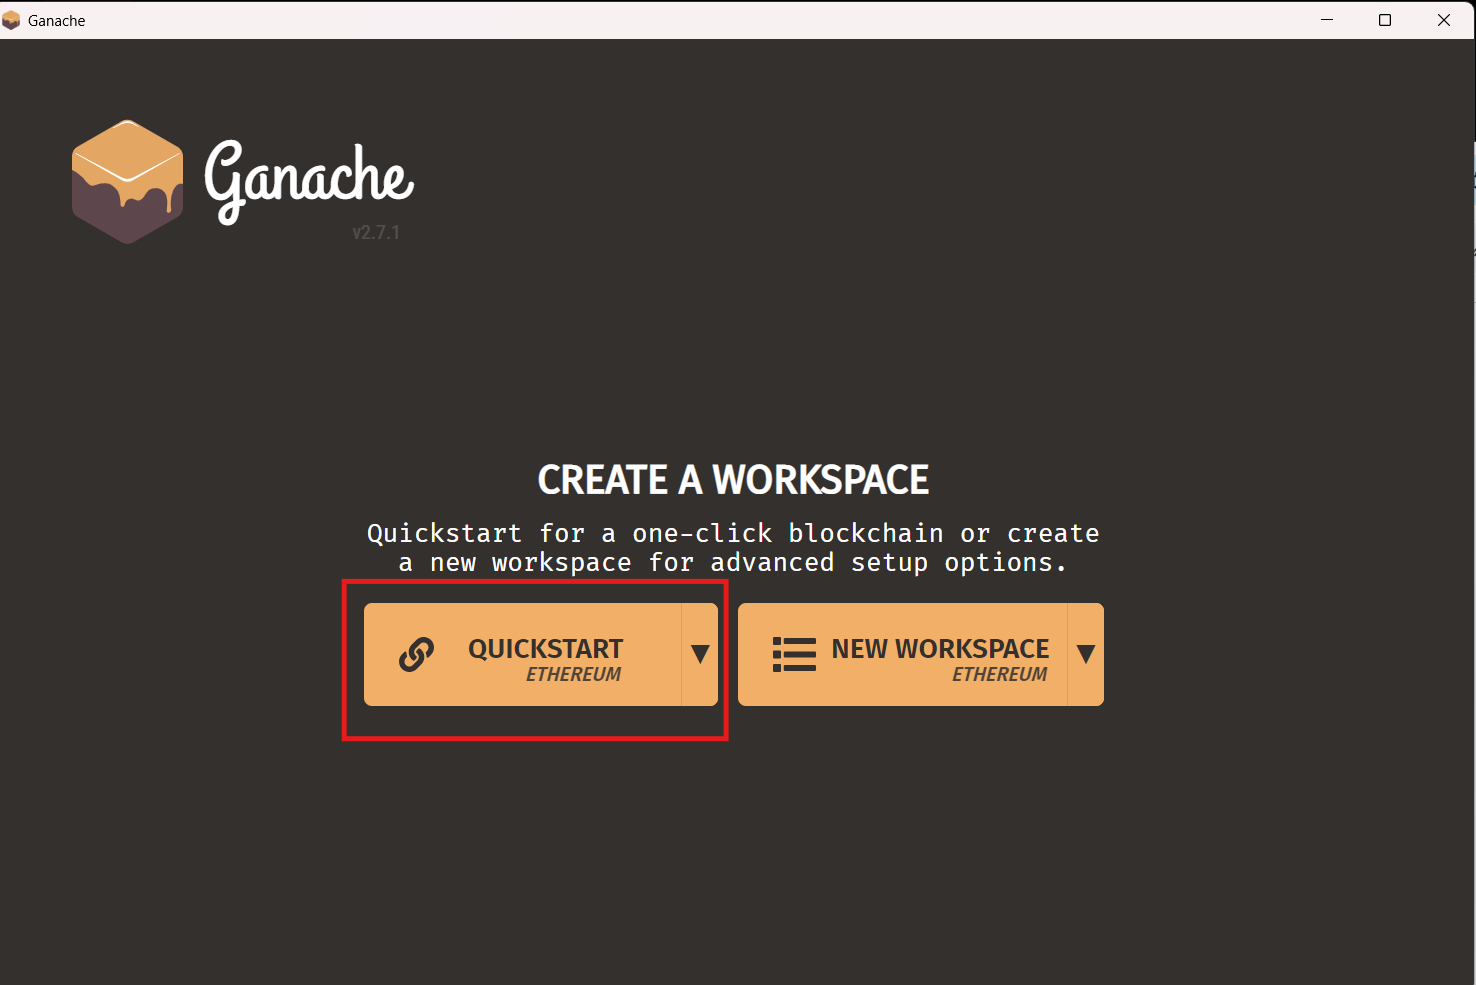 Ganache
Ganache
v2.7.1
CREATE A WORKSPACE
Quickstart for a one-click blockchain or create
a new workspace for advanced setup options.
QUICKSTART
ETHEREUM
NEW WORKSPACE
ETHEREUM